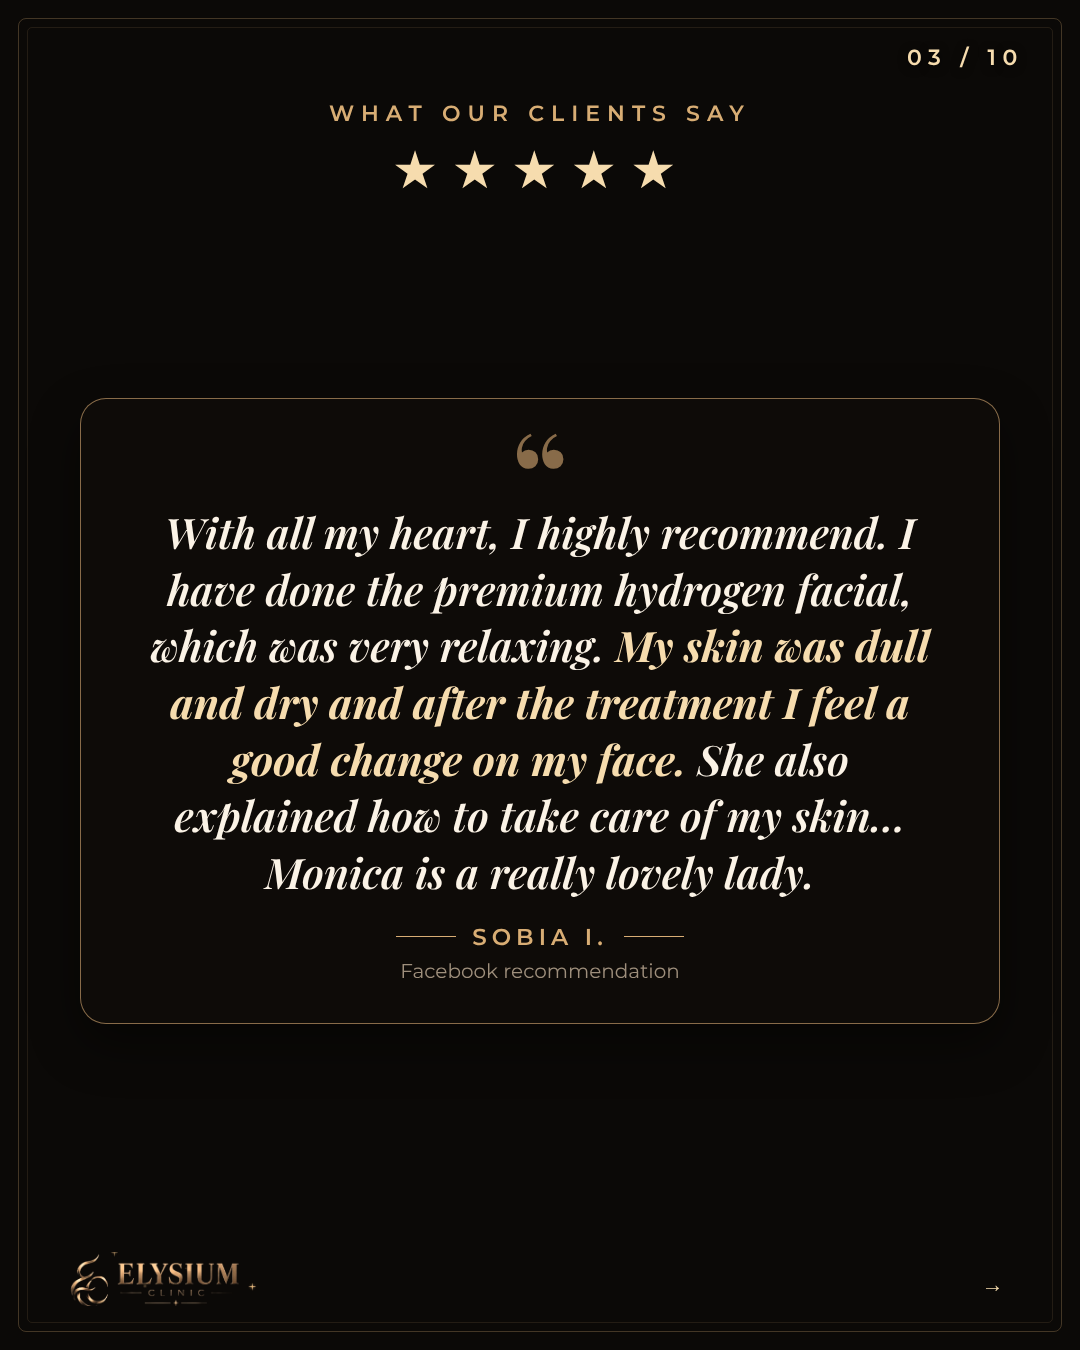 03 / 10
WHAT OUR CLIENTS SAY
★ ★ ★ ★ ★
“
With all my heart, I highly recommend. I
have done the premium hydrogen facial,
which was very relaxing. My skin was dull
and dry and after the treatment I feel a
good change on my face. She also
explained how to take care of my skin...
Monica is a really lovely lady.
SOBIA I.
Facebook recommendation
ELYSIUM
CLINIC
→